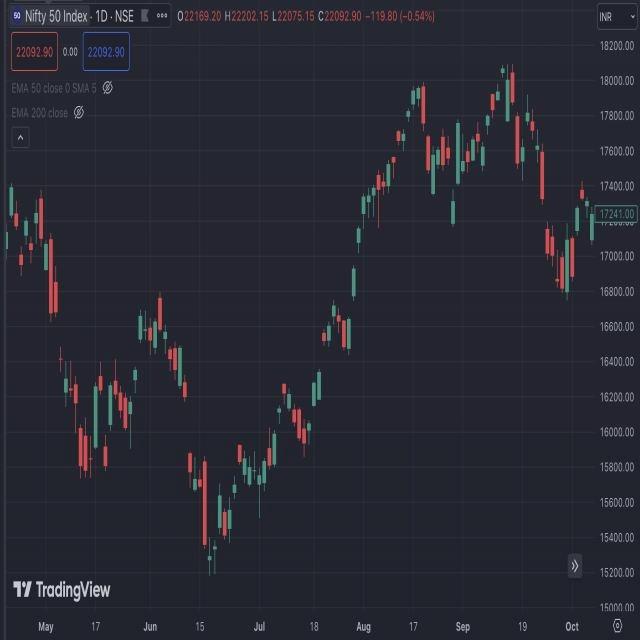 50 Nifty 50 Index · 1D · NSE O22169.20 H22202.15 L22075.15 C22092.90 −119.80 (−0.54%) INR
22092.90 0.00 22092.90
EMA 50 close 0 SMA 5
EMA 200 close
18200.00
18000.00
17800.00
17600.00
17400.00
17241.00
17000.00
16800.00
16600.00
16400.00
16200.00
16000.00
15800.00
15600.00
15400.00
15200.00
15000.00
TradingView
May 17 Jun 15 Jul 18 Aug 17 Sep 19 Oct